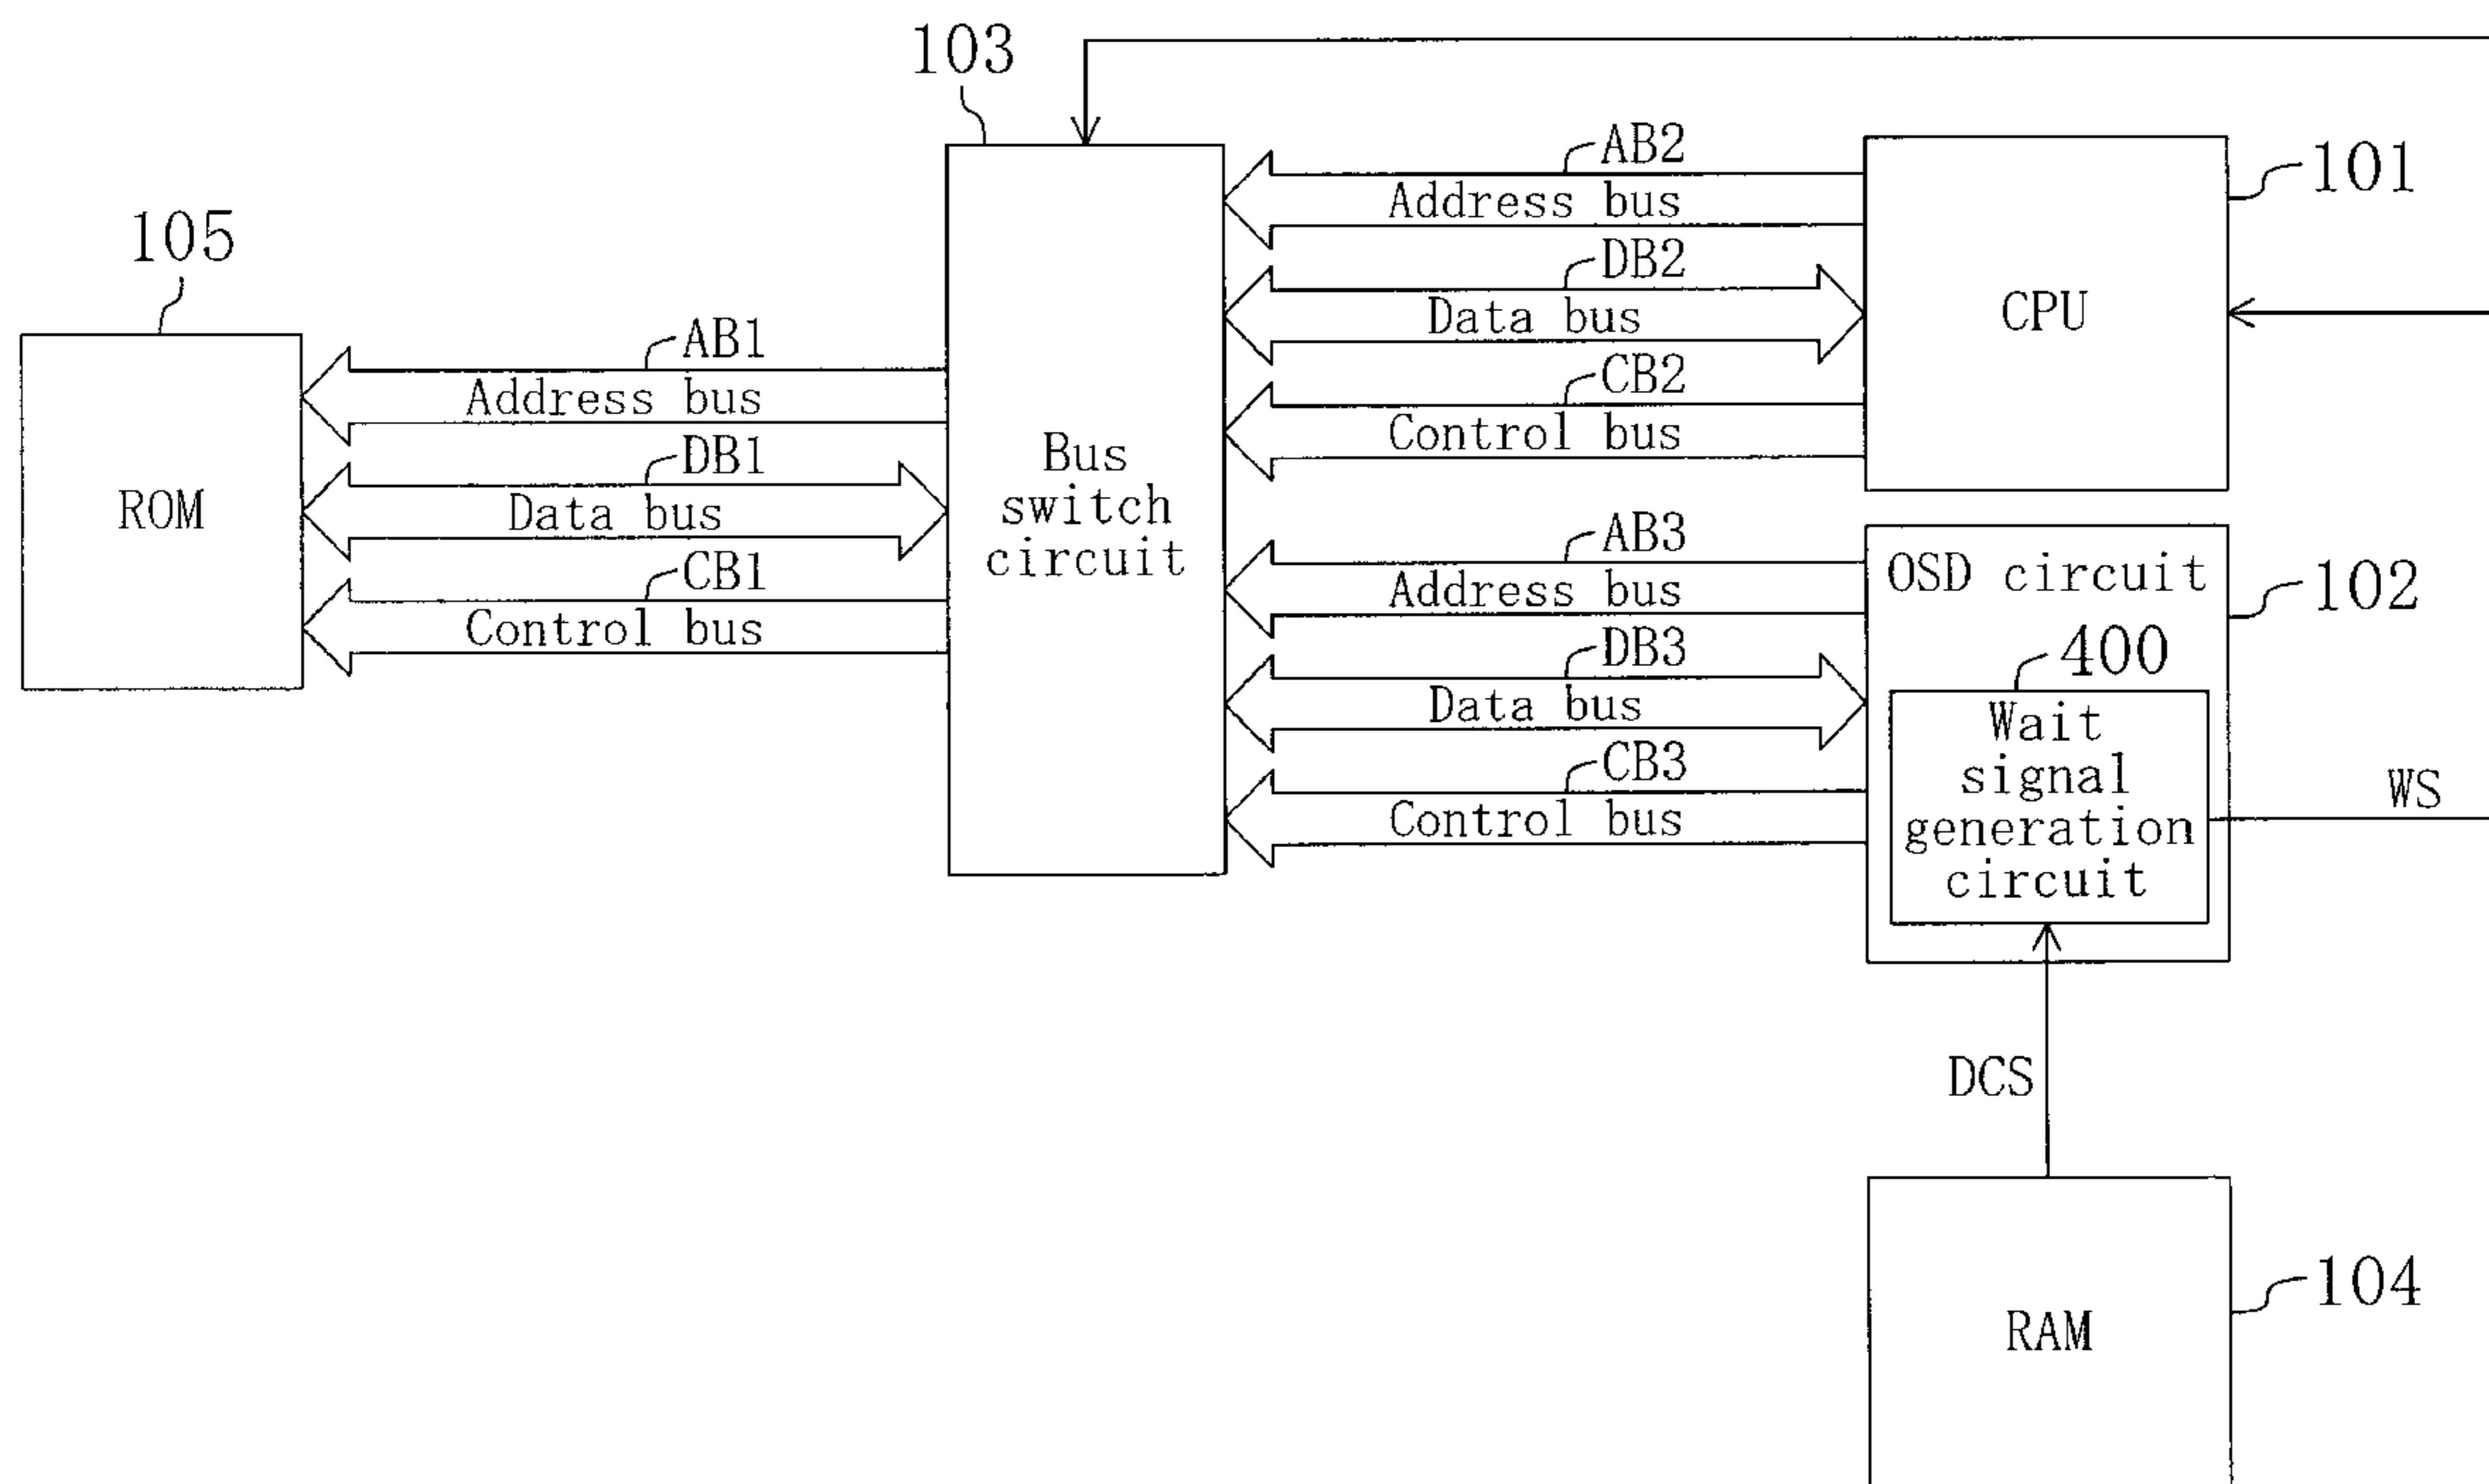 103
AB2
Address bus
101
DB2
Data bus
CPU
CB2
Control bus
105
AB1
Address bus
DB1
Data bus
ROM
CB1
Control bus
Bus
switch
circuit
AB3
Address bus
OSD circuit
102
DB3
Data bus
400
Wait
signal
generation
circuit
CB3
Control bus
WS
DCS
104
RAM